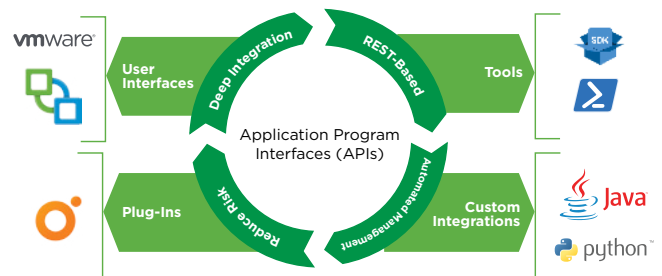 vmware®
User
Interfaces
Deep Integration
REST-Based
Tools
SDK
Application Program
Interfaces (APIs)
Plug-Ins
Reduce Risk
Automated Management
Custom
Integrations
Java
python™